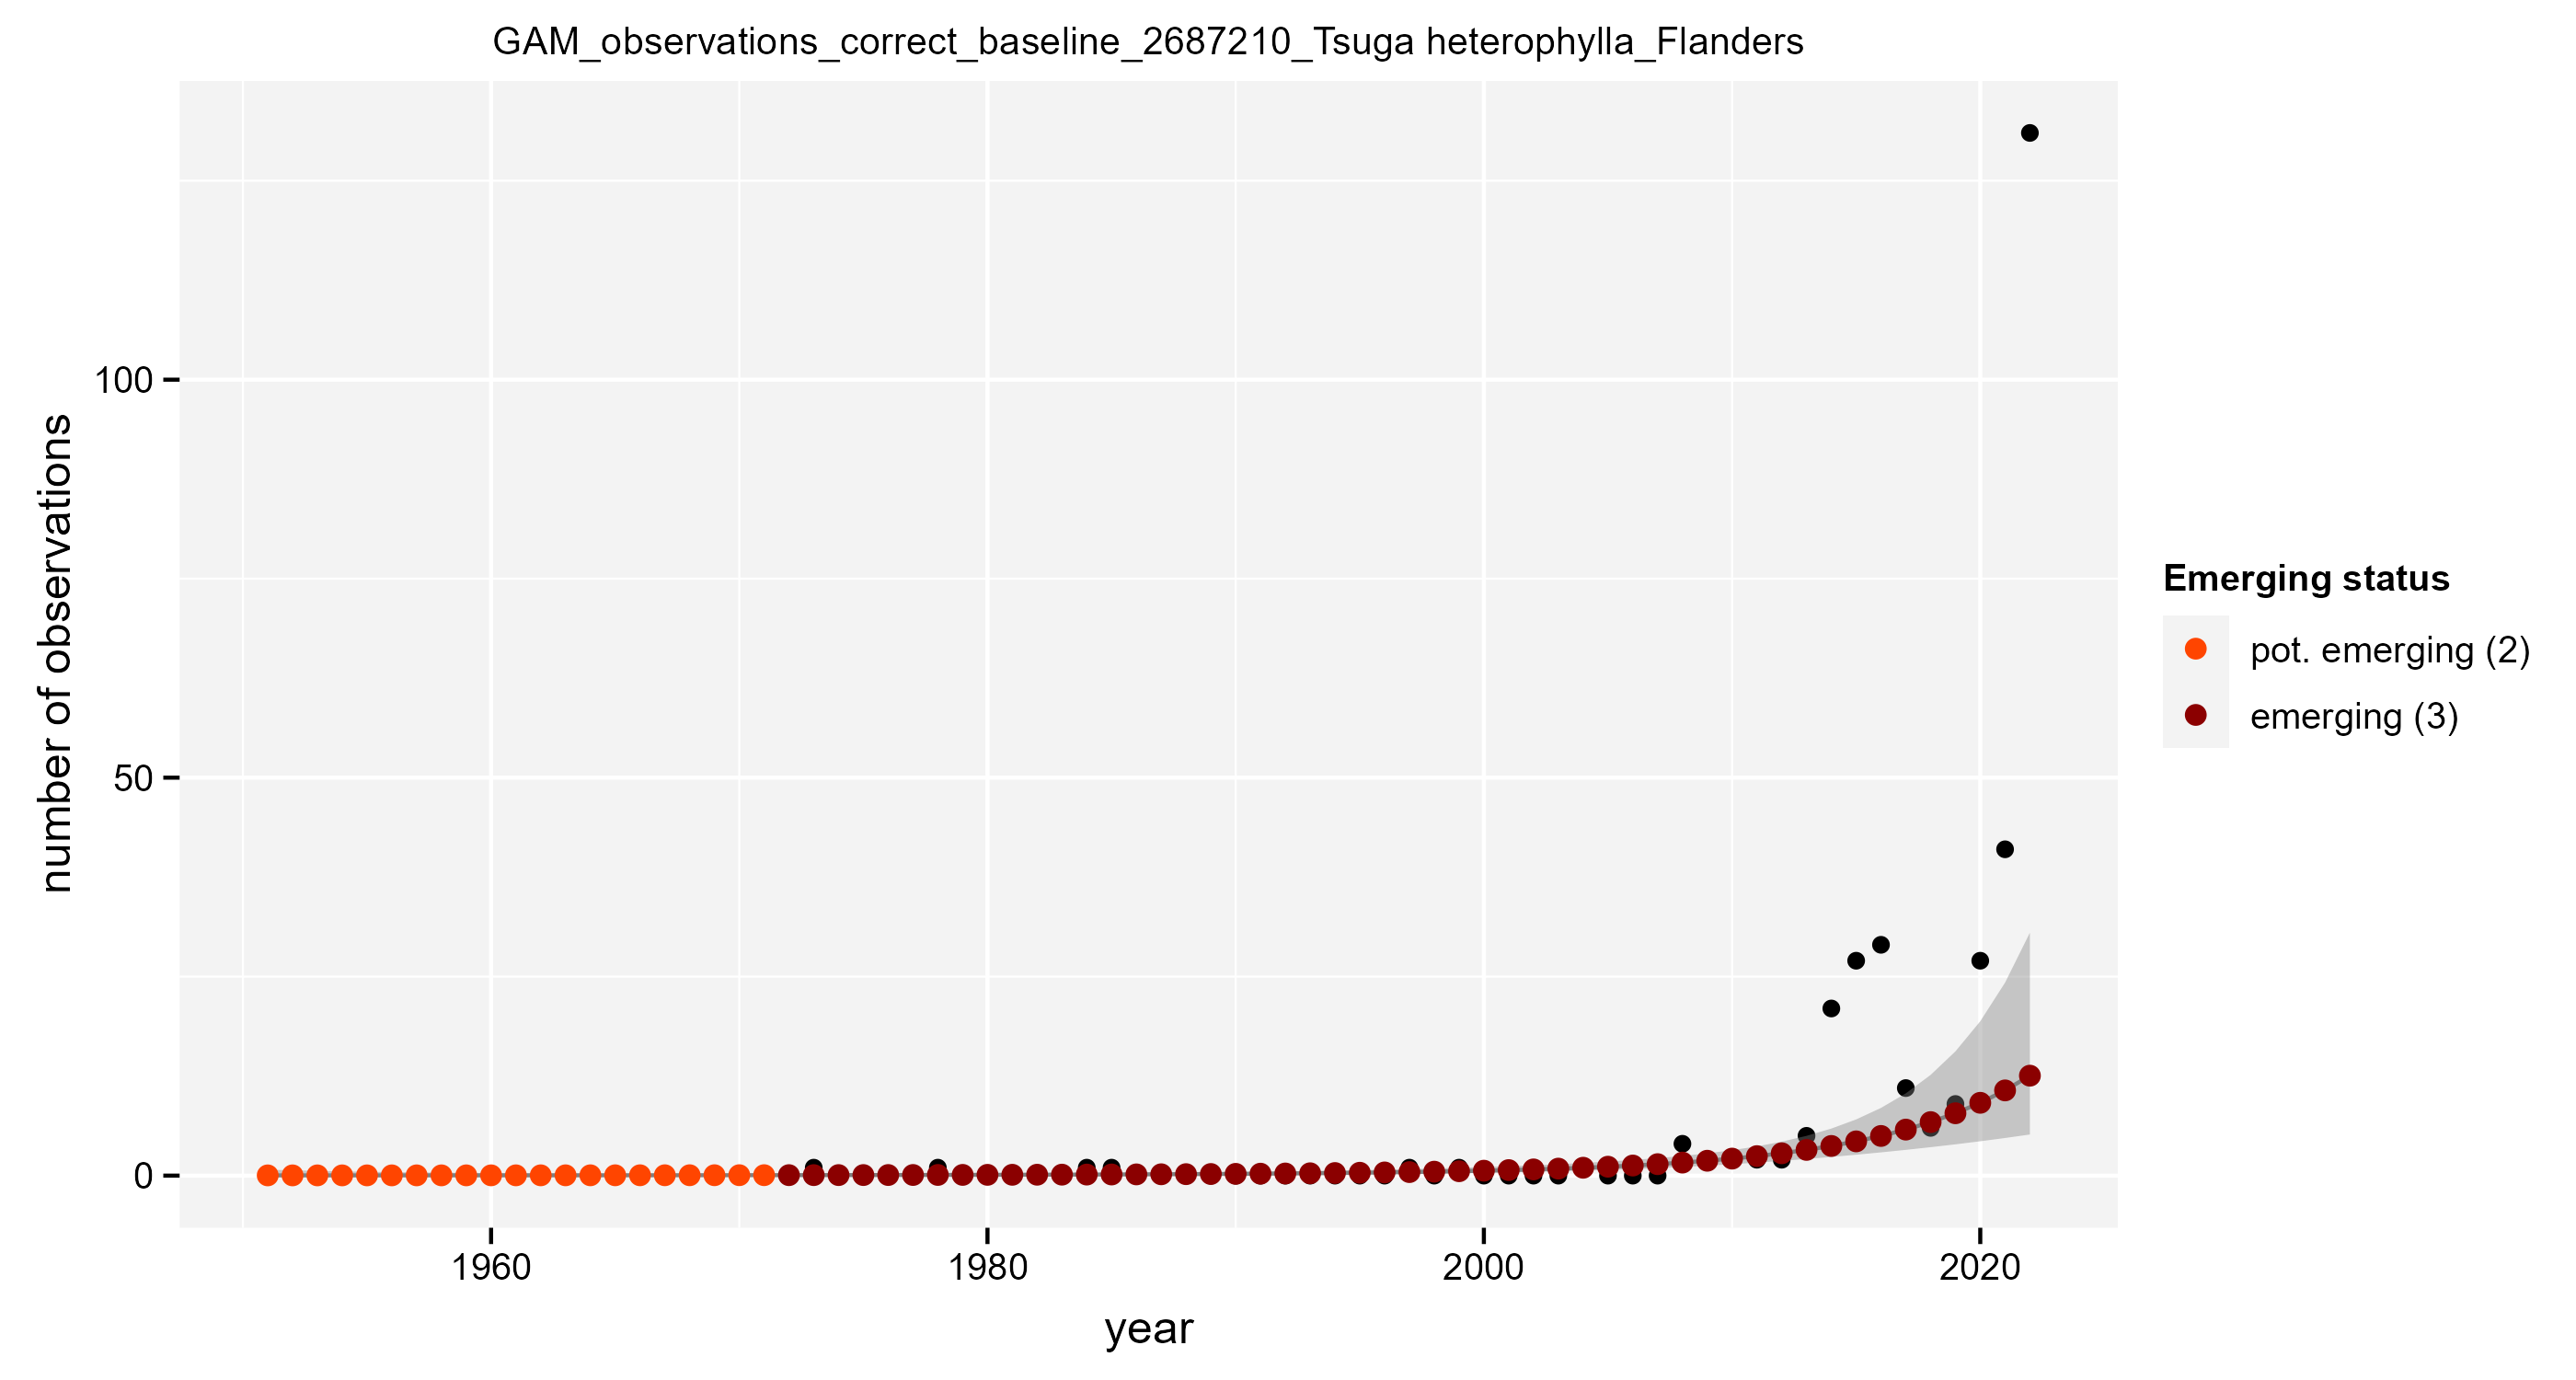 GAM_observations_correct_baseline_2687210_Tsuga heterophylla_Flanders
number of observations
100
50
0
1960
1980
2000
2020
year
Emerging status
pot. emerging (2)
emerging (3)